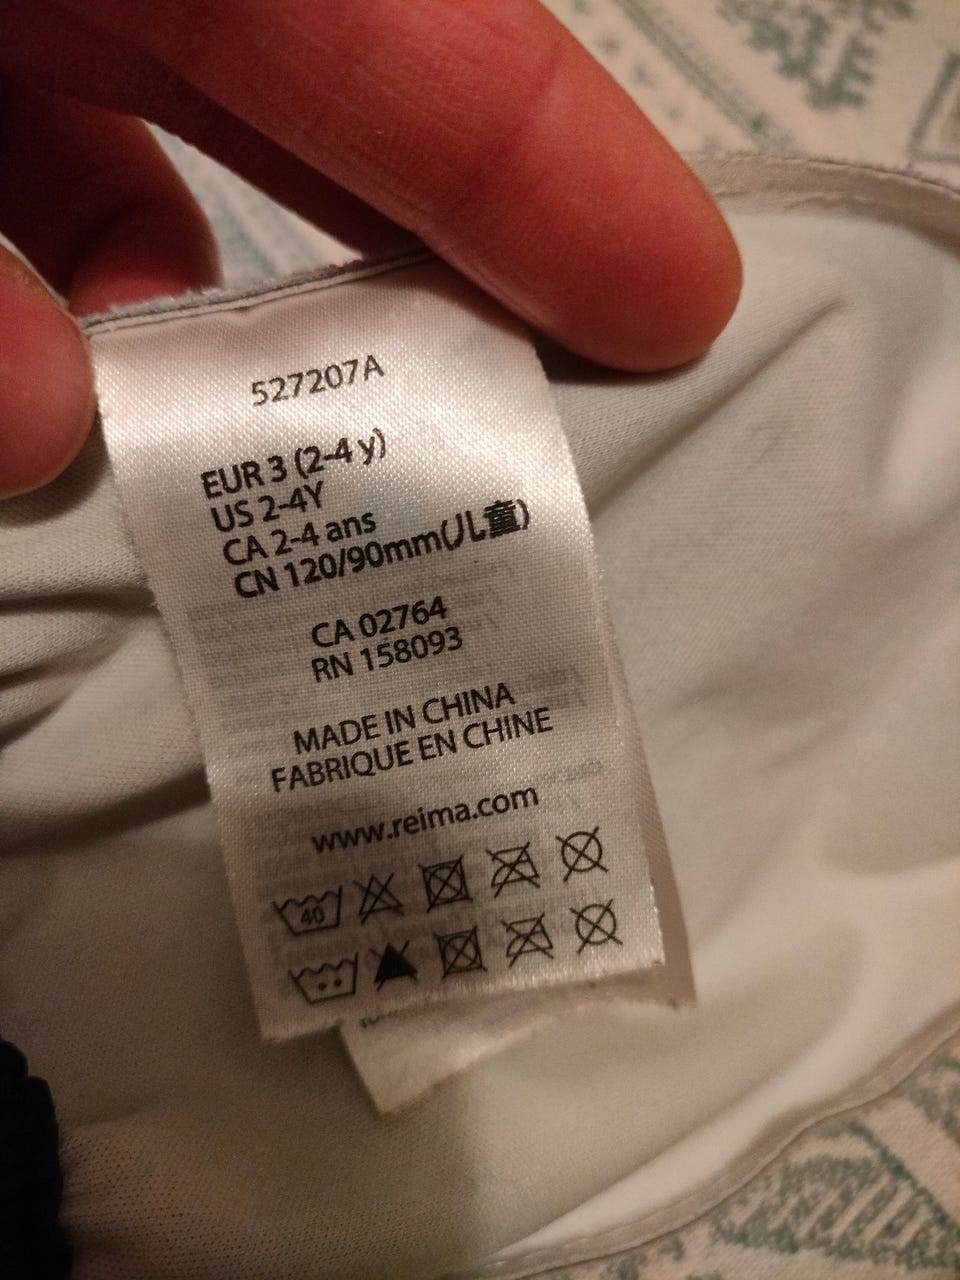 527207A
EUR 3 (2-4 y)
US 2-4Y
CA 2-4 ans
CN 120/90mm(儿童)
CA 02764
RN 158093
MADE IN CHINA
FABRIQUE EN CHINE
www.reima.com
40